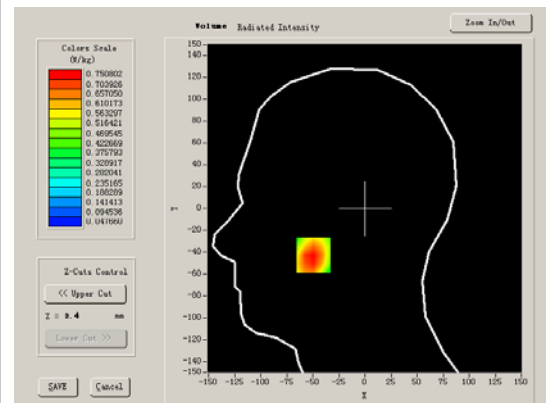 Volume Radiated Intensity
Zoom In/Out
Colors Scale
(W/kg)
0.750802
0.703926
0.657050
0.610173
0.563297
0.516421
0.469545
0.422669
0.375793
0.328917
0.282041
0.235165
0.188289
0.141413
0.094536
0.047660
Z-Cuts Control
<< Upper Cut
Z = 0.4 mm
Lower Cut >>
SAVE Cancel
150
140
120
100
80
60
40
20
0
-20
-40
-60
-80
-100
-120
-140
-150
Y
-150 -125 -100 -75 -50 -25 0 25 50 75 100 125 150
X